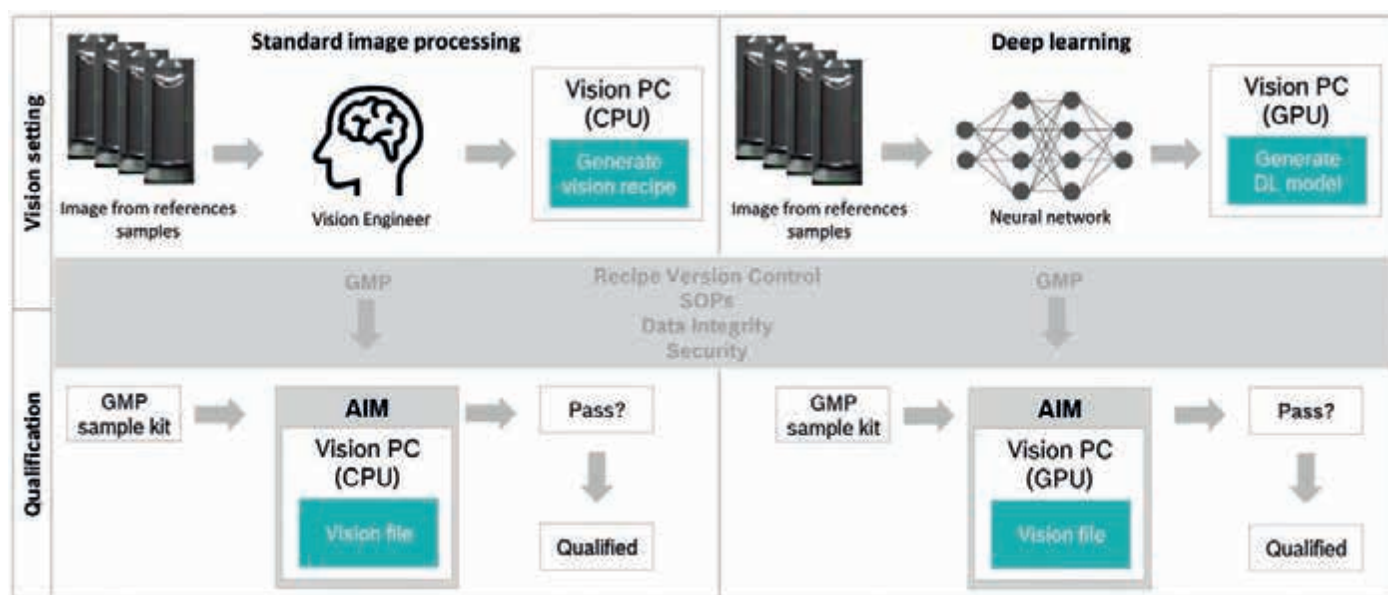 Standard image processing
Deep learning
Vision setting
Image from references
samples
Vision Engineer
Vision PC
(CPU)
Generate
vision recipe
Image from references
samples
Neural network
Vision PC
(GPU)
Generate
DL model
GMP
Recipe Version Control
SOPs
Data Integrity
Security
GMP
Qualification
GMP
sample kit
AIM
Vision PC
(CPU)
Vision file
Pass?
Qualified
GMP
sample kit
AIM
Vision PC
(GPU)
Vision file
Pass?
Qualified